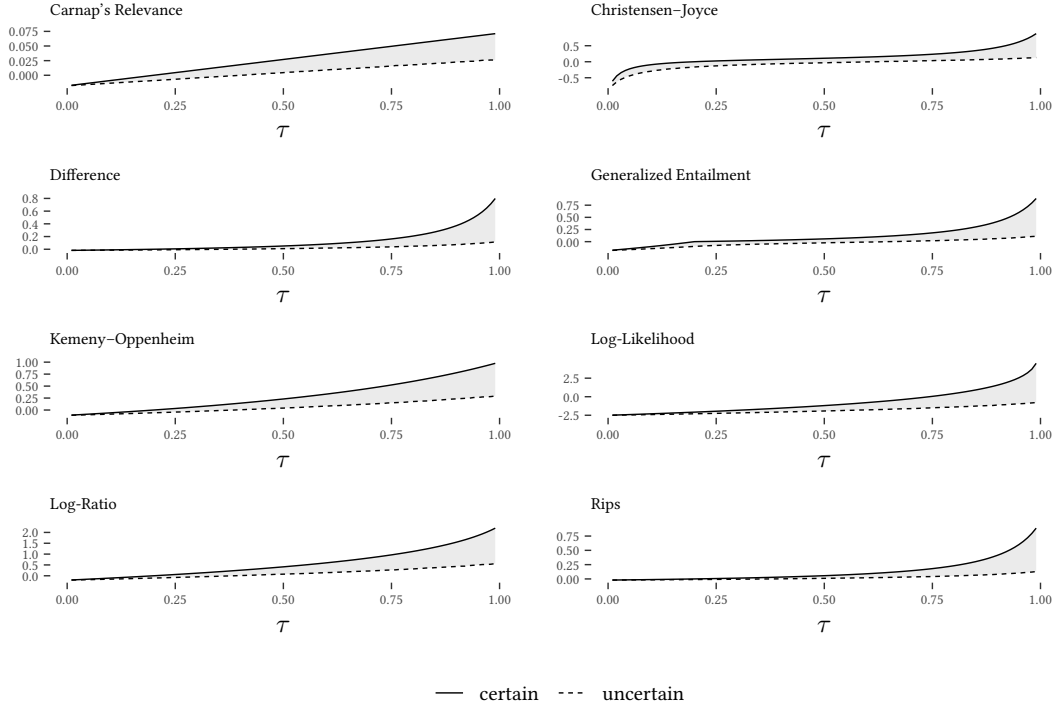 Carnap's Relevance
0.075
0.050
0.025
0.000
0.00 0.25 0.50 0.75 1.00
τ
Christensen–Joyce
0.5
0.0
-0.5
0.00 0.25 0.50 0.75 1.00
τ
Difference
0.8
0.6
0.4
0.2
0.0
0.00 0.25 0.50 0.75 1.00
τ
Generalized Entailment
0.75
0.50
0.25
0.00
0.00 0.25 0.50 0.75 1.00
τ
Kemeny–Oppenheim
1.00
0.75
0.50
0.25
0.00
0.00 0.25 0.50 0.75 1.00
τ
Log-Likelihood
2.5
0.0
-2.5
0.00 0.25 0.50 0.75 1.00
τ
Log-Ratio
2.0
1.5
1.0
0.5
0.0
0.00 0.25 0.50 0.75 1.00
τ
Rips
0.75
0.50
0.25
0.00
0.00 0.25 0.50 0.75 1.00
τ
certain uncertain